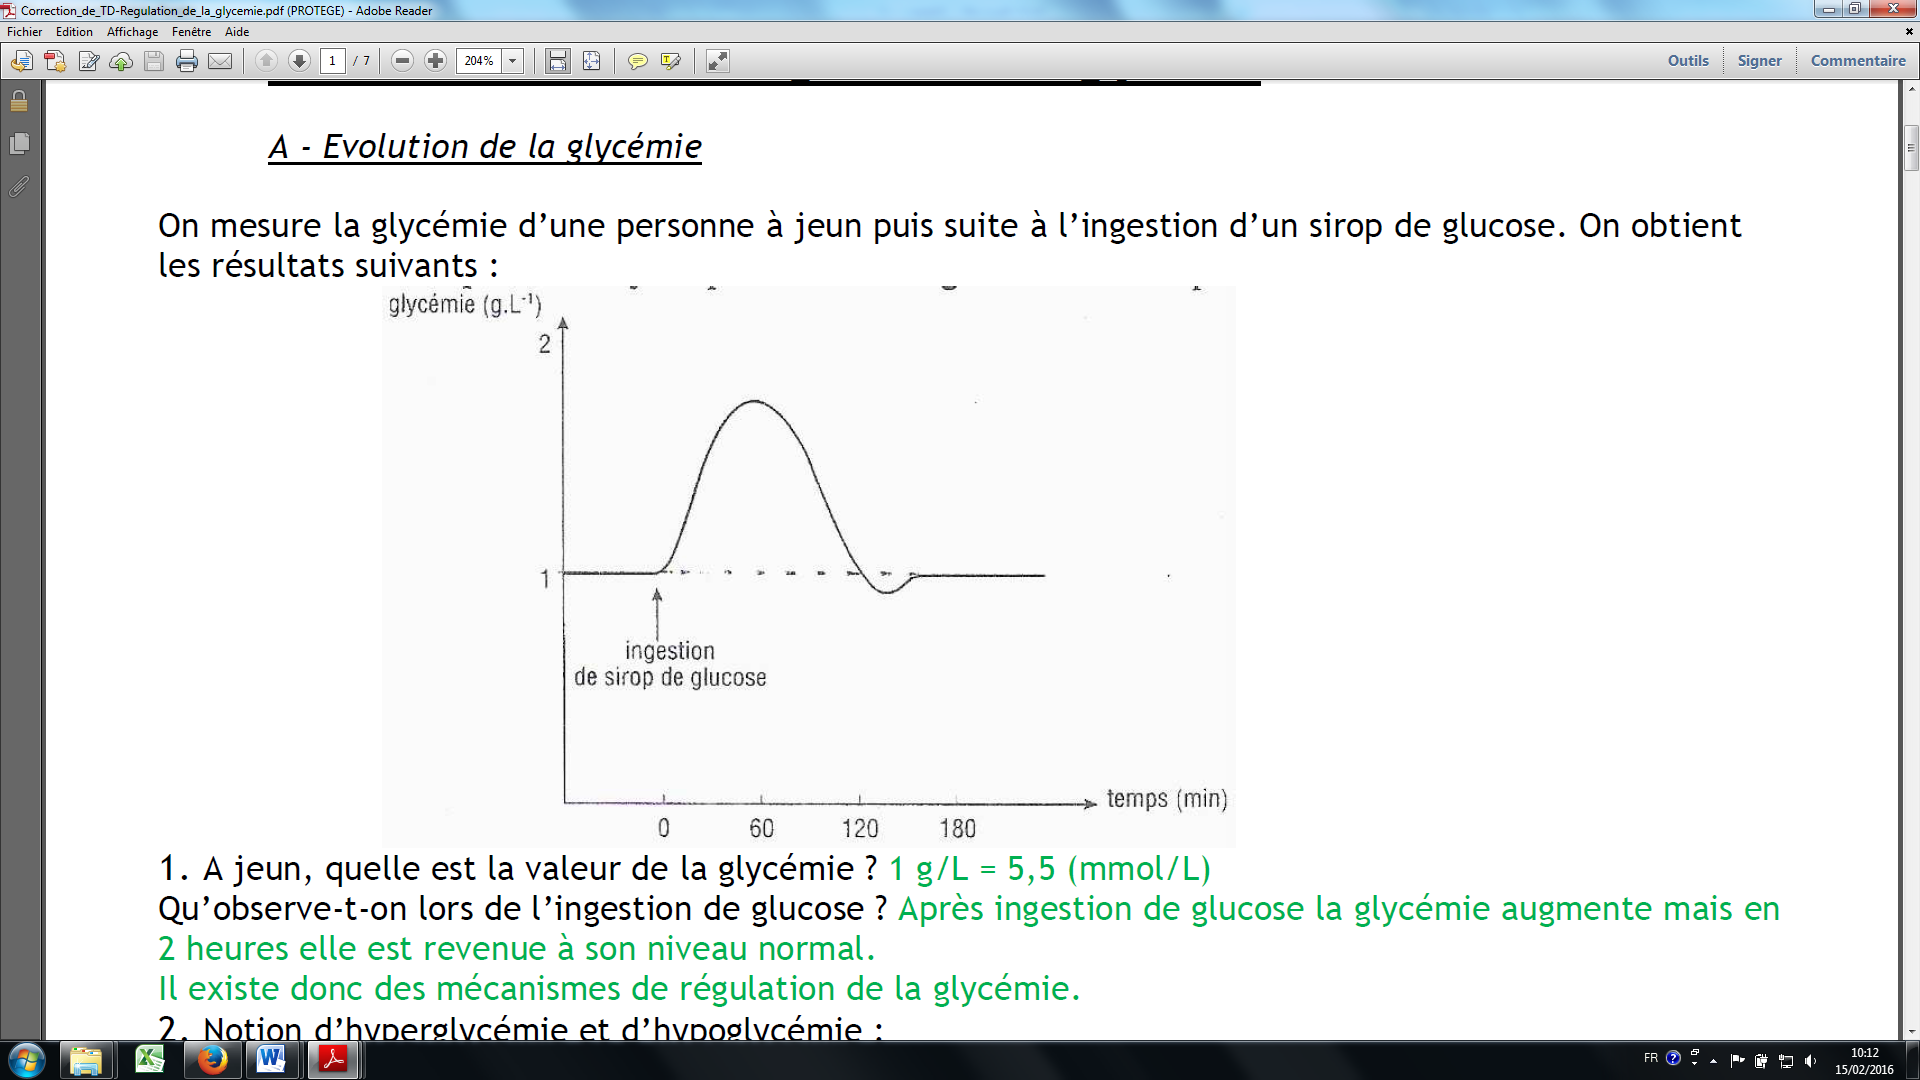 Correction_de_TD-Regulation_de_la_glycemie.pdf (PROTEGE) - Adobe Reader
Fichier Edition Affichage Fenêtre Aide
1 / 7 204% Outils Signer Commentaire
A - Evolution de la glycémie
On mesure la glycémie d’une personne à jeun puis suite à l’ingestion d’un sirop de glucose. On obtient
les résultats suivants :
glycémie (g.L-1)
2
1
ingestion
de sirop de glucose
temps (min)
0 60 120 180
1. A jeun, quelle est la valeur de la glycémie ? 1 g/L = 5,5 (mmol/L)
Qu’observe-t-on lors de l’ingestion de glucose ? Après ingestion de glucose la glycémie augmente mais en
2 heures elle est revenue à son niveau normal.
Il existe donc des mécanismes de régulation de la glycémie.
2. Notion d’hyperglycémie et d’hypoglycémie :
FR 10:12
15/02/2016